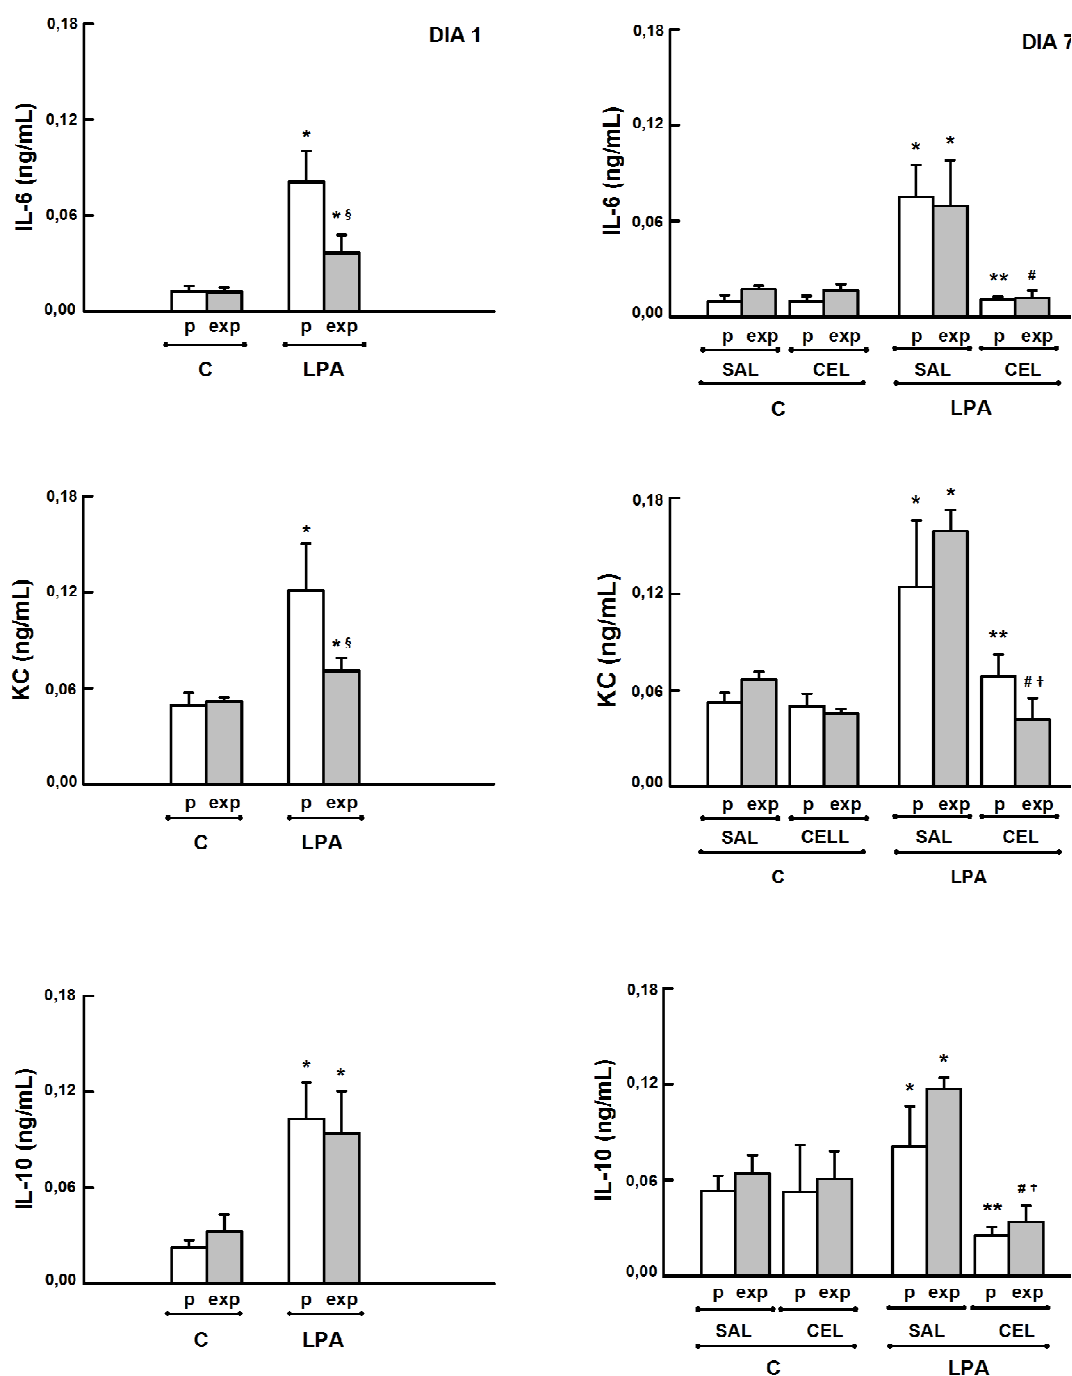 DIA 1
IL-6 (ng/mL)
0,18
0,12
0,06
0,00
*
* §
p exp p exp
C LPA
DIA 7
IL-6 (ng/mL)
0,18
0,12
0,06
0,00
* *
** #
p exp p exp p exp p exp
SAL CEL SAL CEL
C LPA
KC (ng/mL)
0,18
0,12
0,06
0,00
*
* §
p exp p exp
C LPA
KC (ng/mL)
0,18
0,12
0,06
0,00
* *
**
# ‡
p exp p exp p exp p exp
SAL CELL SAL CEL
C LPA
IL-10 (ng/mL)
0,18
0,12
0,06
0,00
* *
p exp p exp
C LPA
IL-10 (ng/mL)
0,18
0,12
0,06
0,00
*
*
** # †
p exp p exp p exp p exp
SAL CEL SAL CEL
C LPA